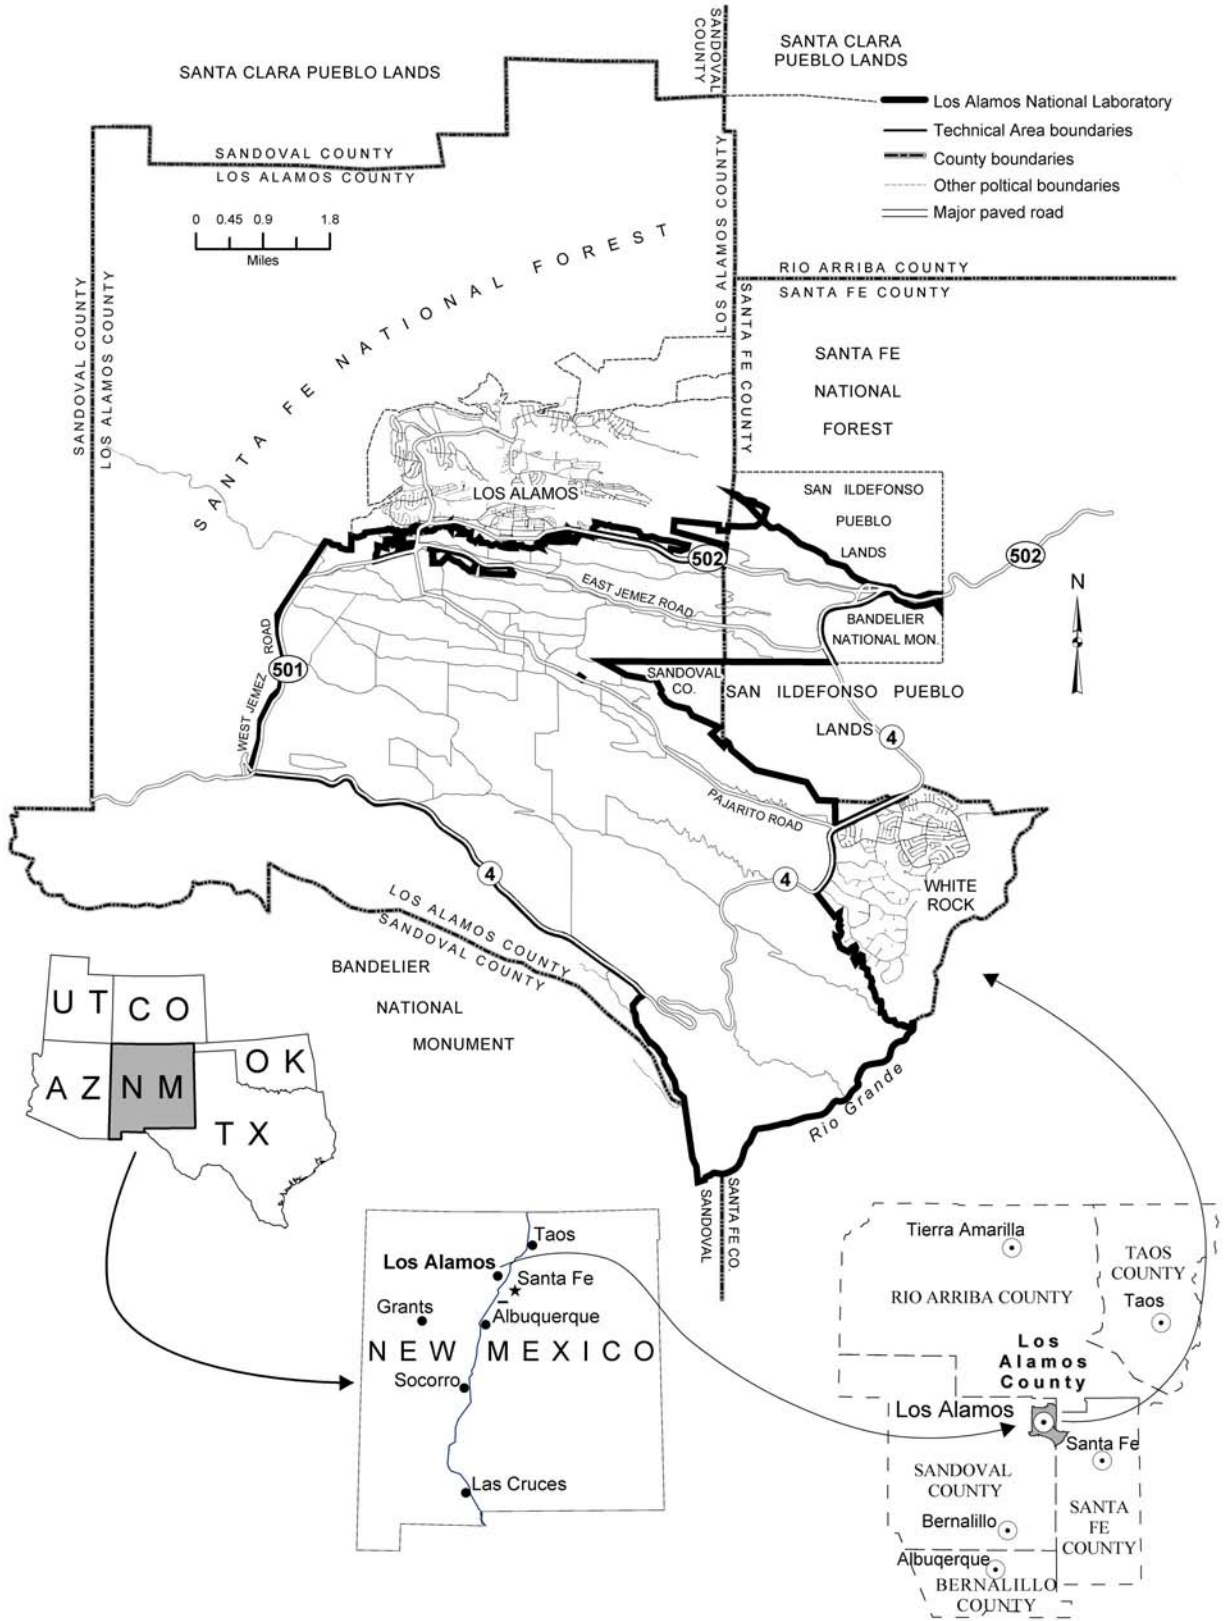 SANTA CLARA PUEBLO LANDS
SANDOVAL
COUNTY
SANTA CLARA
PUEBLO LANDS
Los Alamos National Laboratory
Technical Area boundaries
County boundaries
Other poltical boundaries
Major paved road
SANDOVAL COUNTY
LOS ALAMOS COUNTY
0 0.45 0.9 1.8
Miles
SANTA FE NATIONAL FOREST
LOS ALAMOS COUNTY
SANTA FE COUNTY
RIO ARRIBA COUNTY
SANTA FE COUNTY
SANDOVAL COUNTY
LOS ALAMOS COUNTY
SANTA FE
NATIONAL
FOREST
LOS ALAMOS
SAN ILDEFONSO
PUEBLO
LANDS
502
502
EAST JEMEZ ROAD
BANDELIER
NATIONAL MON.
N
WEST JEMEZ ROAD
501
SANDOVAL
CO.
SAN ILDEFONSO PUEBLO
LANDS
4
PAJARITO ROAD
4
4
WHITE
ROCK
LOS ALAMOS COUNTY
SANDOVAL COUNTY
BANDELIER
NATIONAL
MONUMENT
Rio Grande
SANDOVAL
SANTA FE CO.
UT
CO
AZ
NM
OK
TX
Taos
Los Alamos
Santa Fe
Grants
Albuquerque
NEW MEXICO
Socorro
Las Cruces
Tierra Amarilla
TAOS
COUNTY
RIO ARRIBA COUNTY
Taos
Los
Alamos
County
Los Alamos
Santa Fe
SANDOVAL
COUNTY
SANTA
FE
COUNTY
Bernalillo
Albuqerque
BERNALILLO
COUNTY